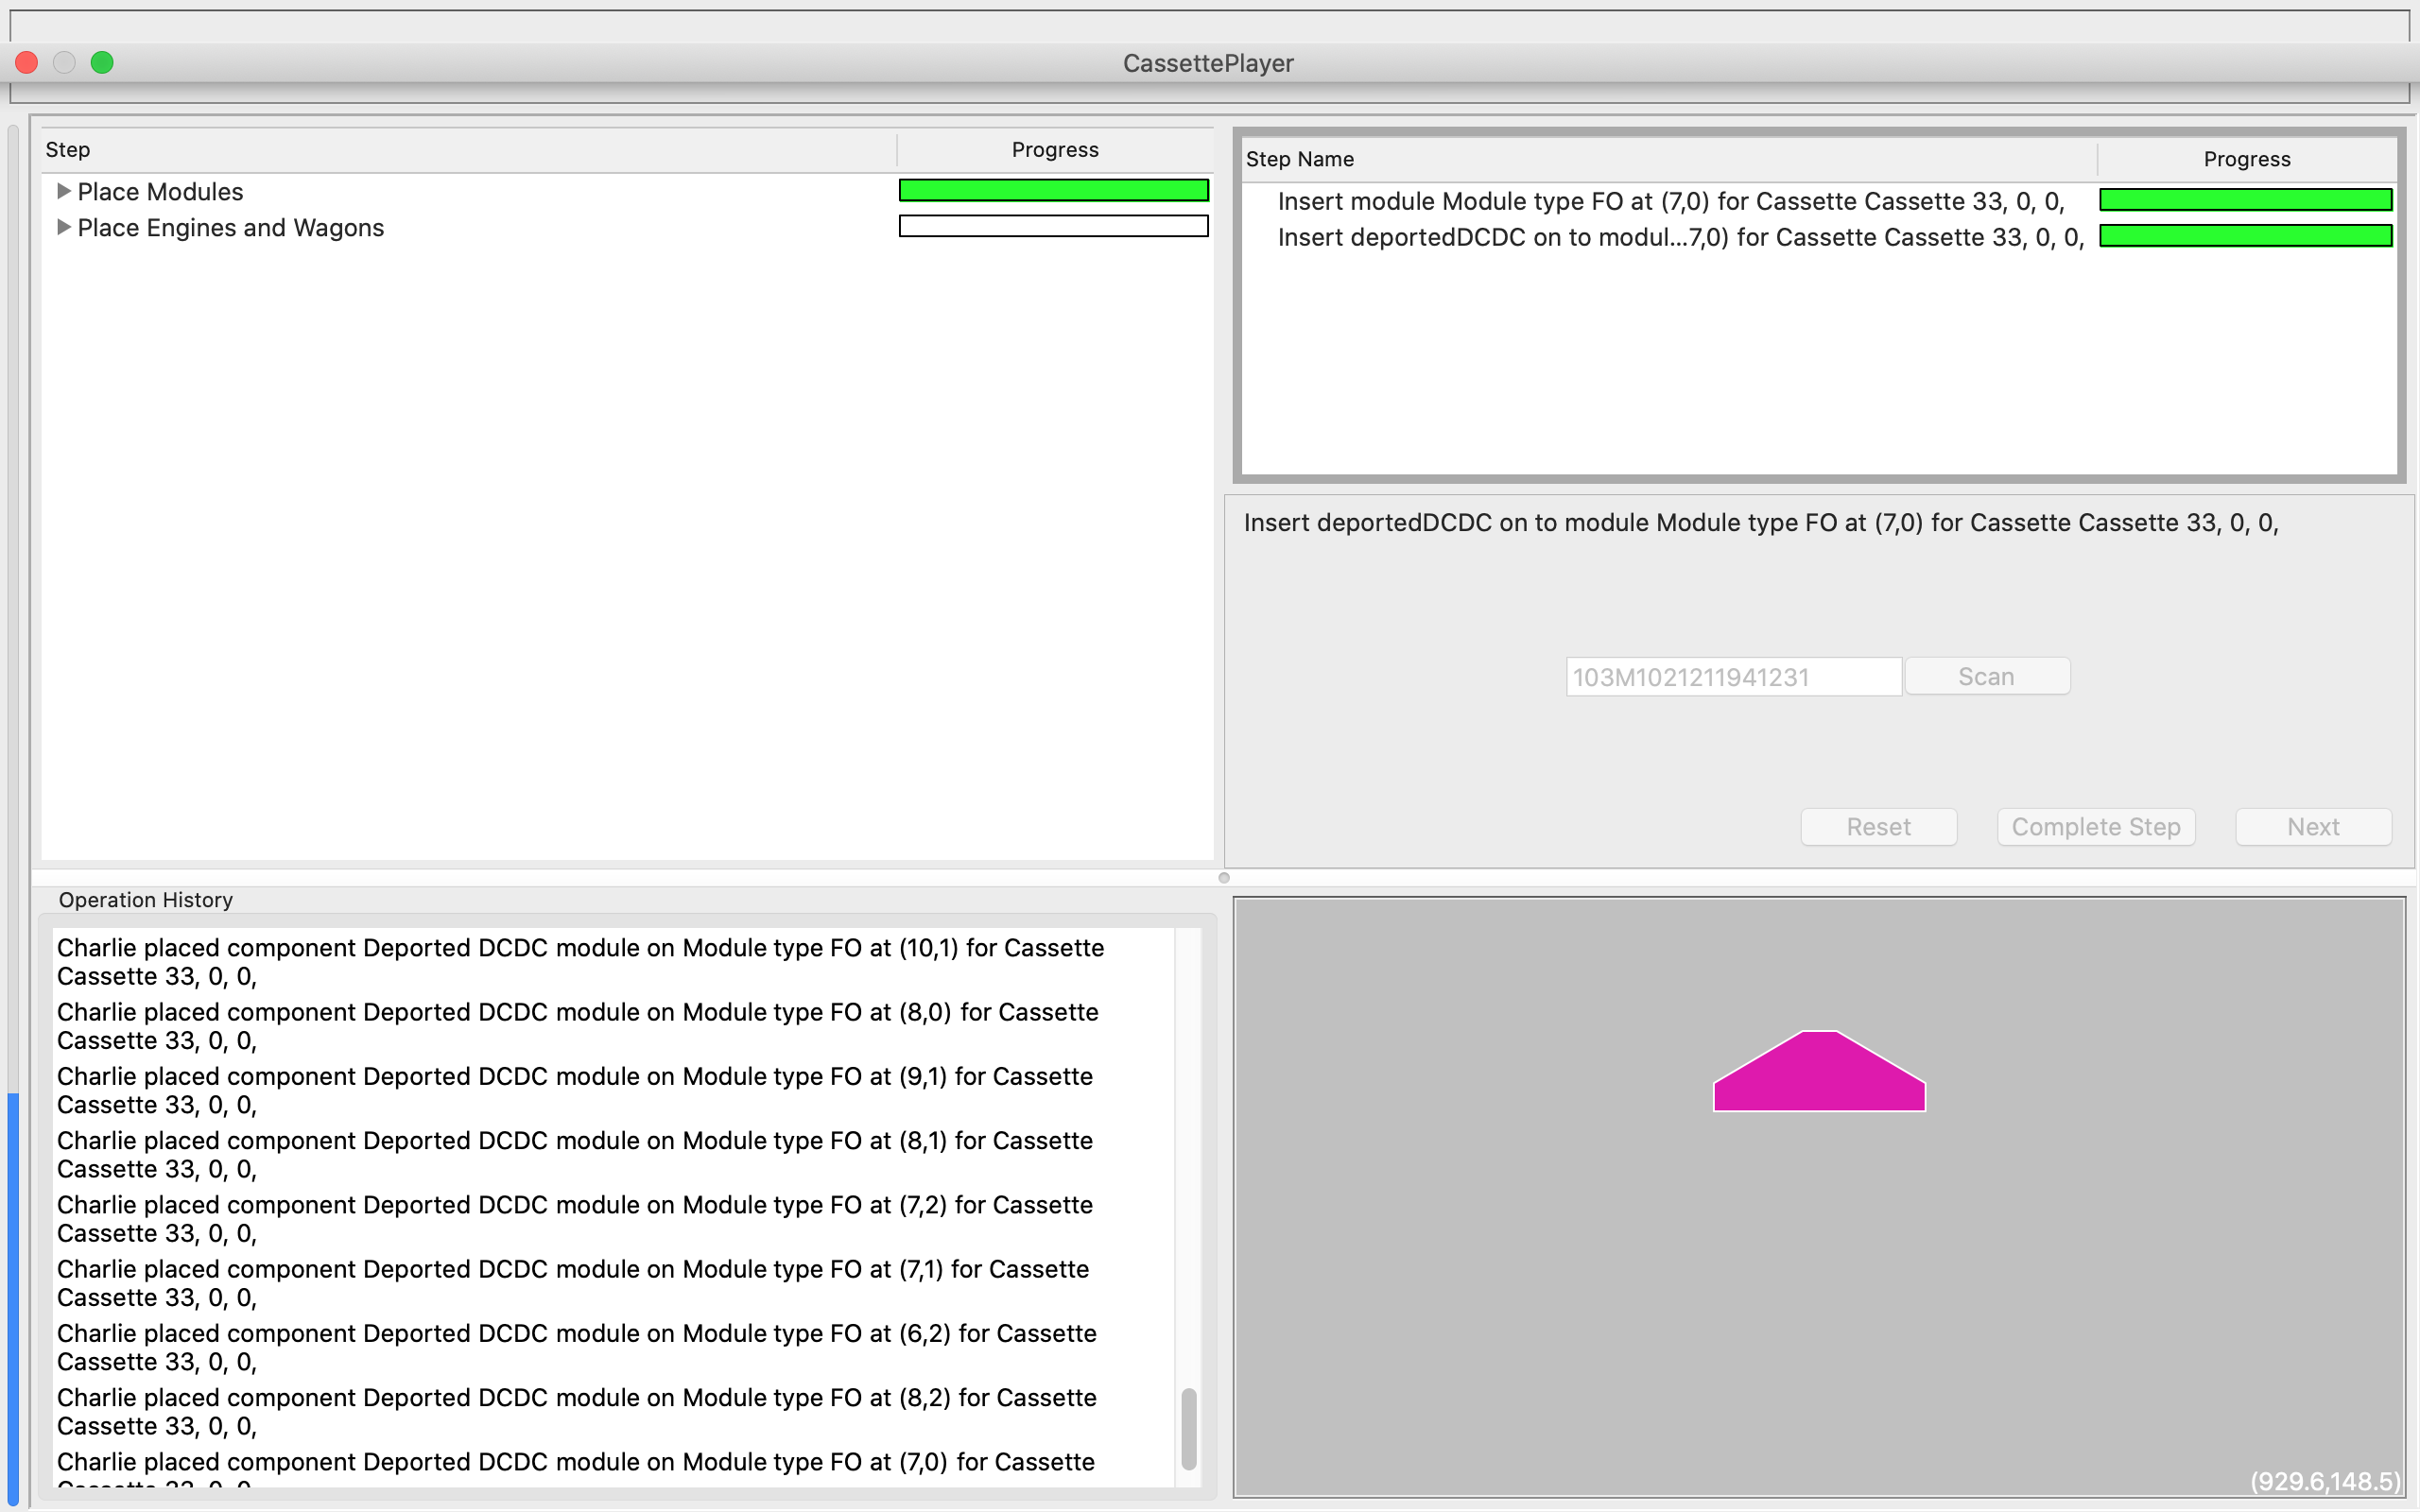 CassettePlayer
Step Progress
Place Modules
Place Engines and Wagons
Step Name Progress
Insert module Module type FO at (7,0) for Cassette Cassette 33, 0, 0,
Insert deportedDCDC on to modul...7,0) for Cassette Cassette 33, 0, 0,
Insert deportedDCDC on to module Module type FO at (7,0) for Cassette Cassette 33, 0, 0,
103M1021211941231 Scan
Reset Complete Step Next
Operation History
Charlie placed component Deported DCDC module on Module type FO at (10,1) for Cassette
Cassette 33, 0, 0,
Charlie placed component Deported DCDC module on Module type FO at (8,0) for Cassette
Cassette 33, 0, 0,
Charlie placed component Deported DCDC module on Module type FO at (9,1) for Cassette
Cassette 33, 0, 0,
Charlie placed component Deported DCDC module on Module type FO at (8,1) for Cassette
Cassette 33, 0, 0,
Charlie placed component Deported DCDC module on Module type FO at (7,2) for Cassette
Cassette 33, 0, 0,
Charlie placed component Deported DCDC module on Module type FO at (7,1) for Cassette
Cassette 33, 0, 0,
Charlie placed component Deported DCDC module on Module type FO at (6,2) for Cassette
Cassette 33, 0, 0,
Charlie placed component Deported DCDC module on Module type FO at (8,2) for Cassette
Cassette 33, 0, 0,
Charlie placed component Deported DCDC module on Module type FO at (7,0) for Cassette
(929.6,148.5)